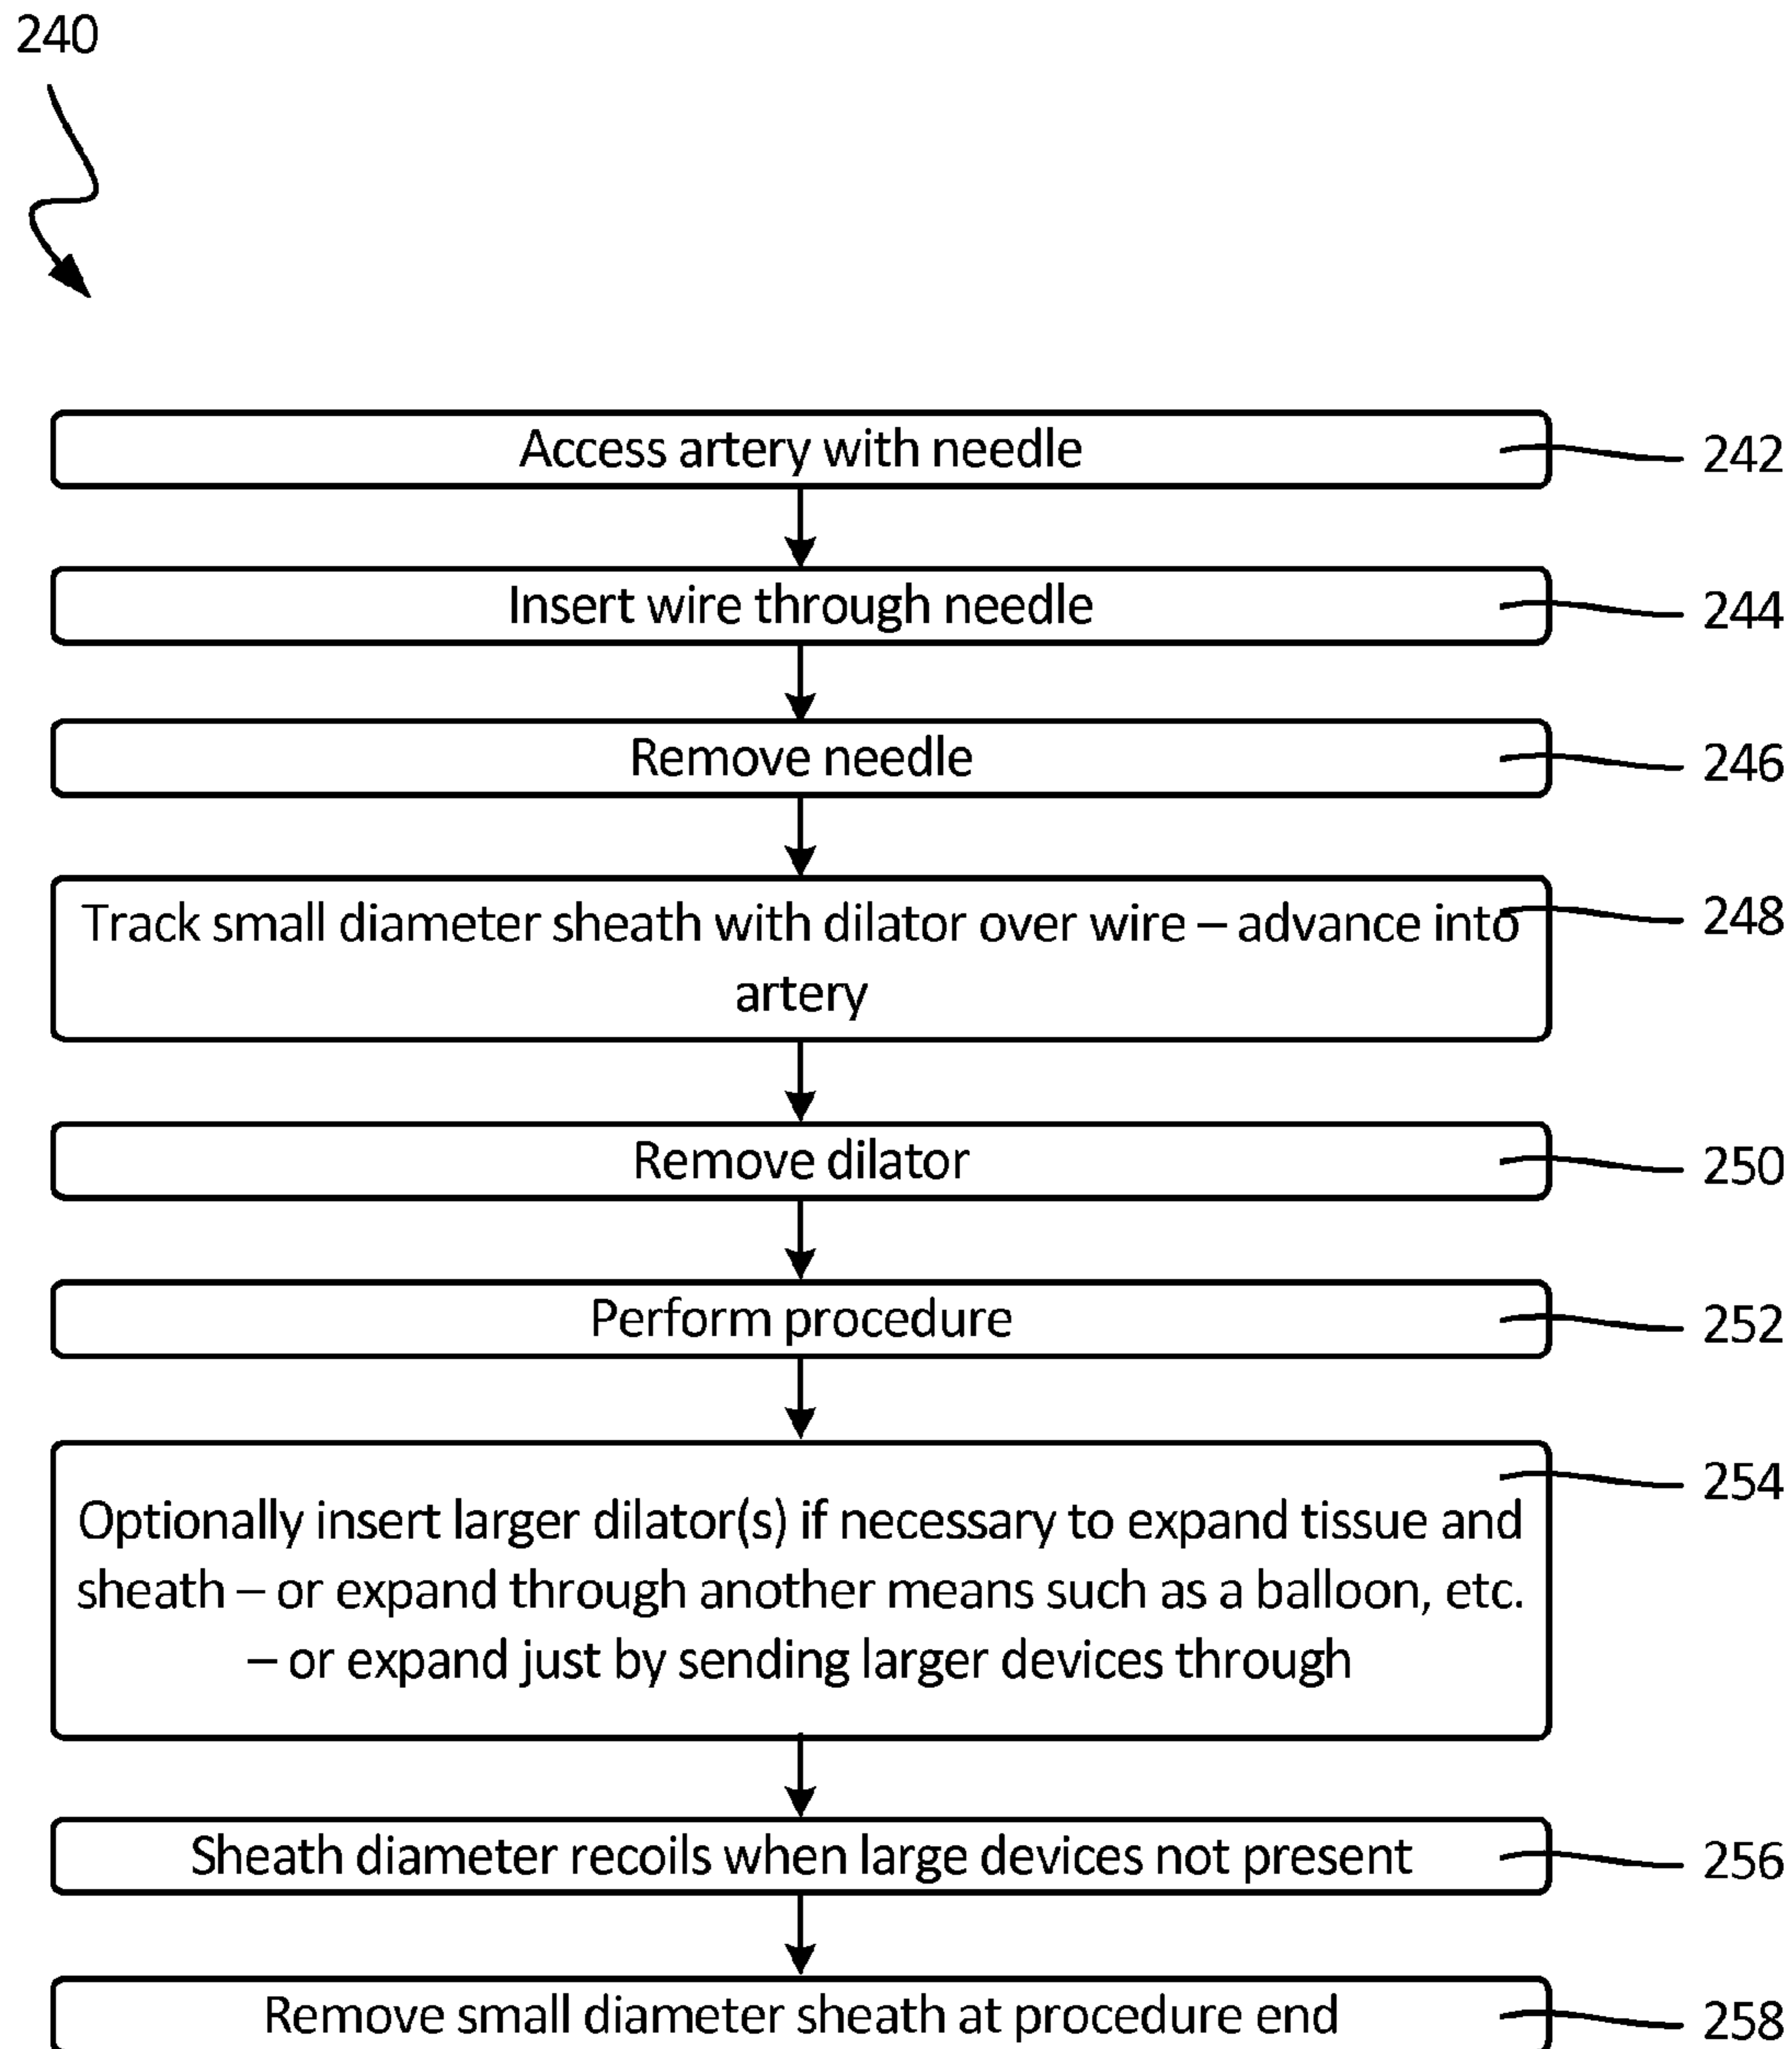 240
Access artery with needle
242
Insert wire through needle
244
Remove needle
246
Track small diameter sheath with dilator over wire – advance into
artery
248
Remove dilator
250
Perform procedure
252
Optionally insert larger dilator(s) if necessary to expand tissue and
sheath – or expand through another means such as a balloon, etc.
– or expand just by sending larger devices through
254
Sheath diameter recoils when large devices not present
256
Remove small diameter sheath at procedure end
258